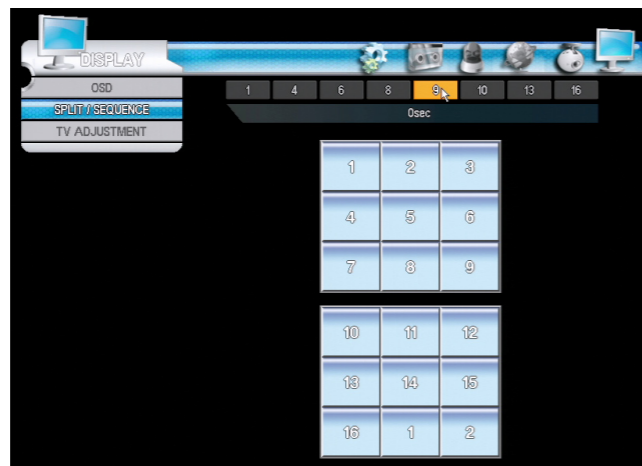 DISPLAY
OSD
SPLIT / SEQUENCE
TV ADJUSTMENT
1 4 6 8 9 10 13 16
0sec
1 2 3
4 5 6
7 8 9
10 11 12
13 14 15
16 1 2